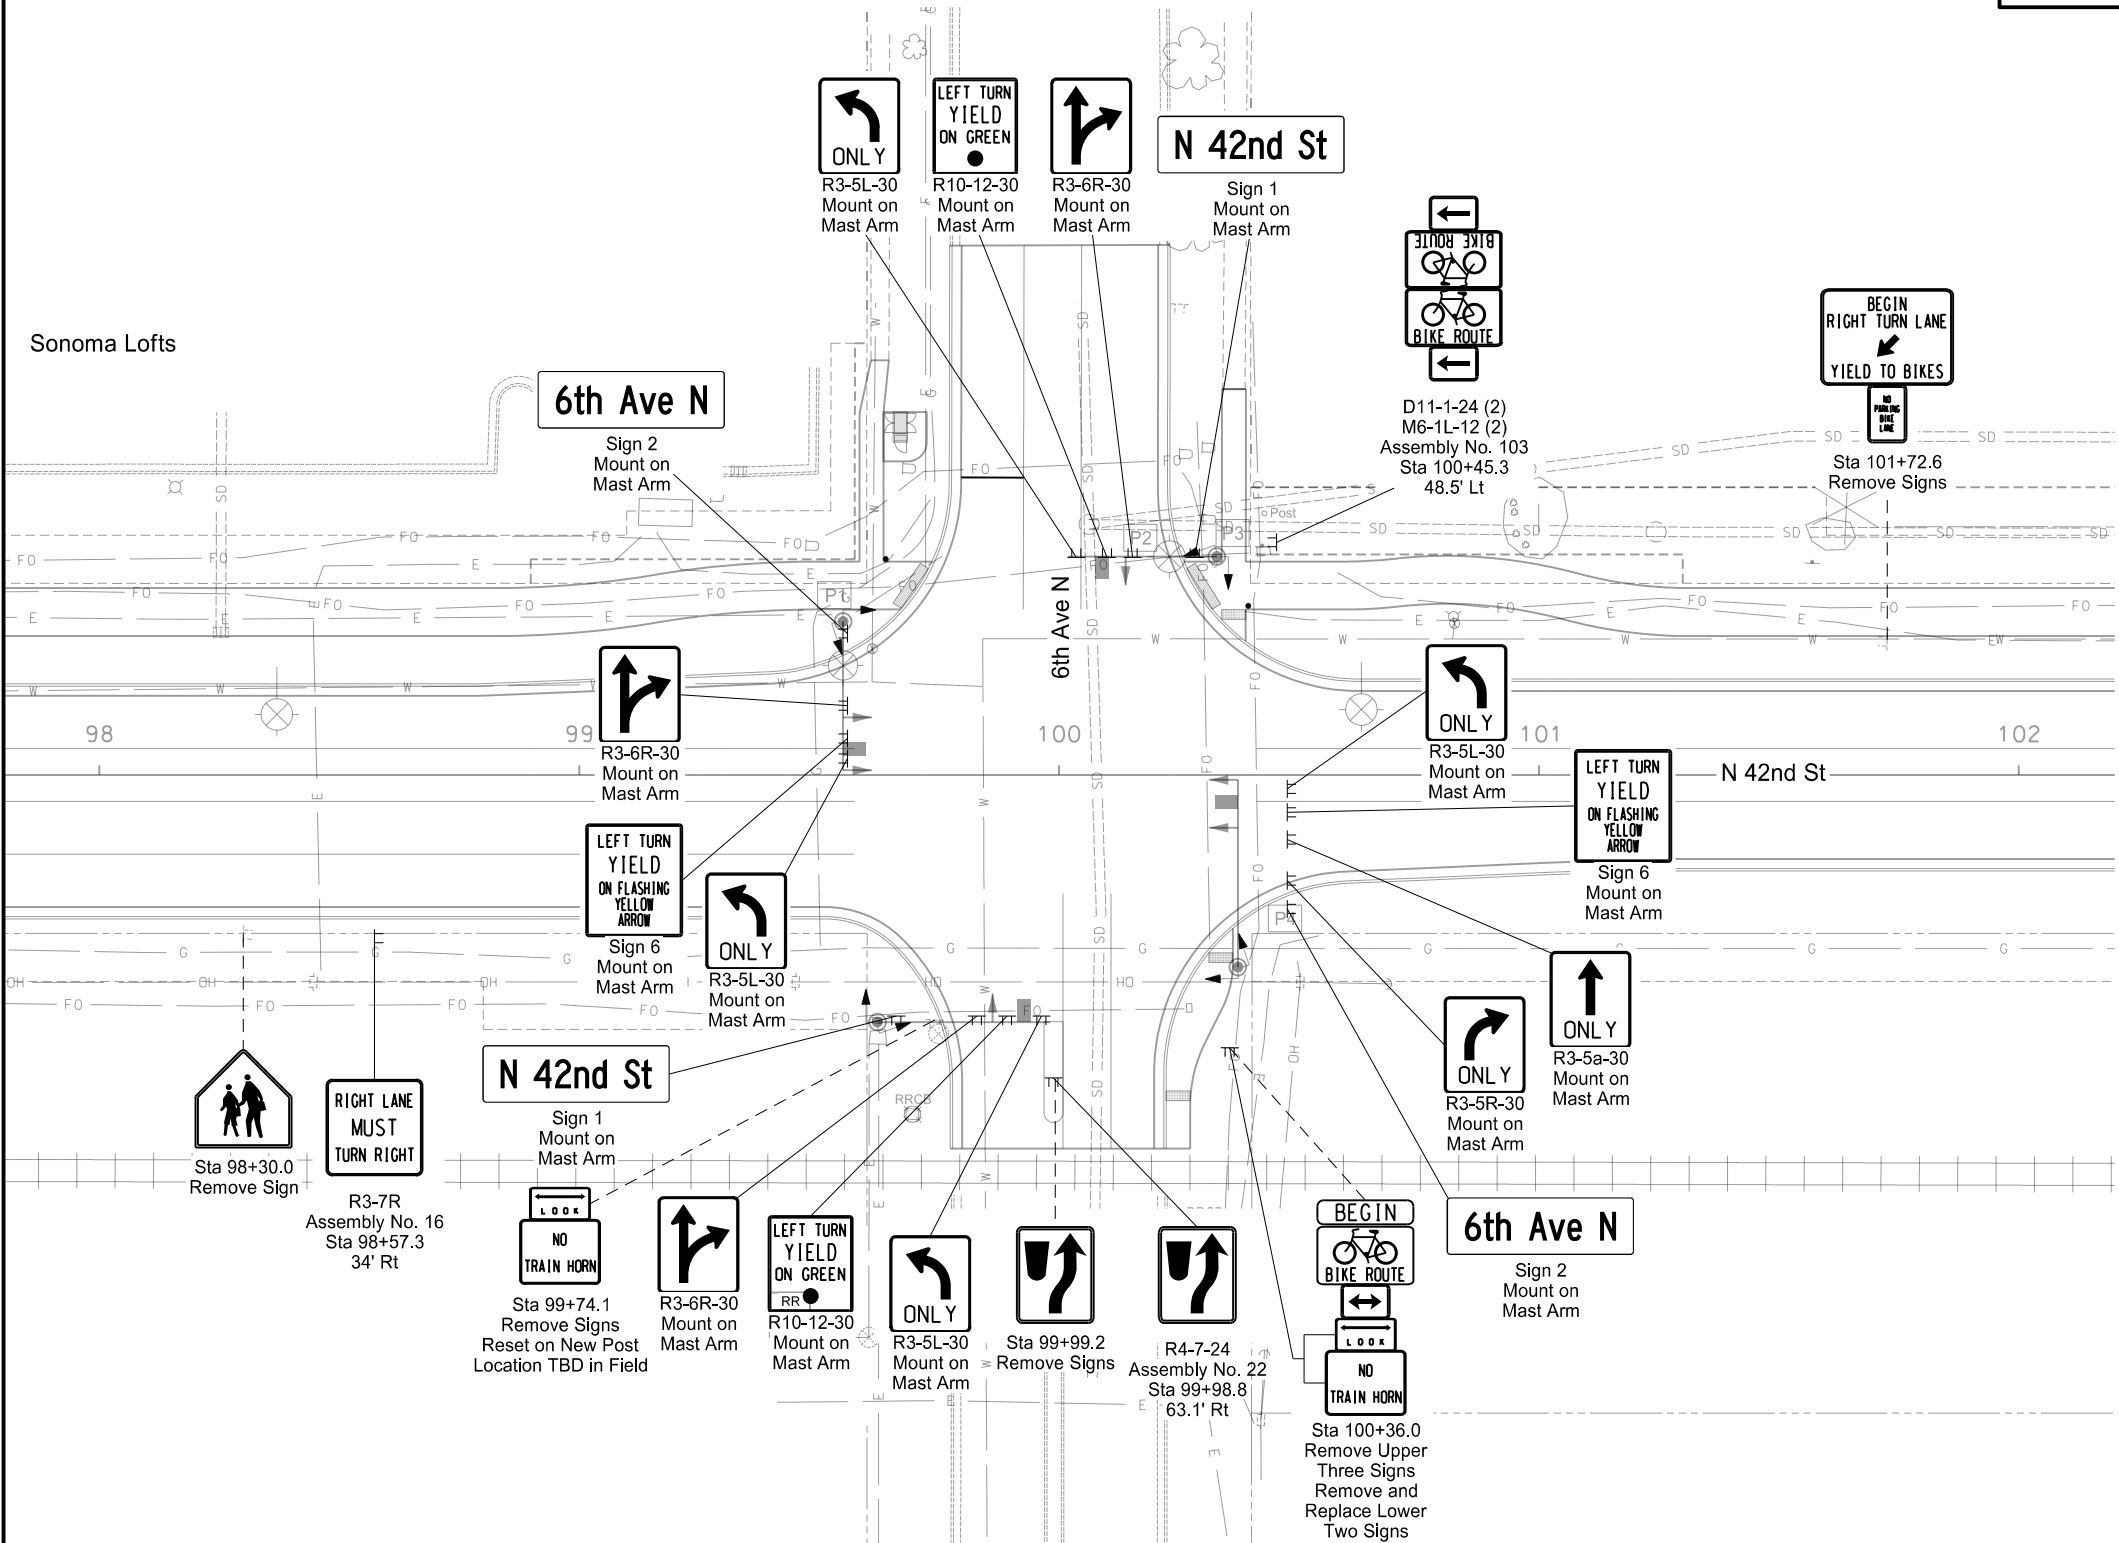 ONLY
R3-5L-30
Mount on
Mast Arm
LEFT TURN
YIELD
ON GREEN
R10-12-30
Mount on
Mast Arm
R3-6R-30
Mount on
Mast Arm
N 42nd St
Sign 1
Mount on
Mast Arm
BIKE ROUTE
BIKE ROUTE
D11-1-24 (2)
M6-1L-12 (2)
Assembly No. 103
Sta 100+45.3
48.5' Lt
BEGIN
RIGHT TURN LANE
YIELD TO BIKES
NO
PARKING
BIKE
LANE
Sta 101+72.6
Remove Signs
Sonoma Lofts
6th Ave N
Sign 2
Mount on
Mast Arm
Post
P1
P2
P3
6th Ave N
R3-6R-30
Mount on
Mast Arm
ONLY
R3-5L-30
Mount on
Mast Arm
98
99
100
101
102
N 42nd St
LEFT TURN
YIELD
ON FLASHING
YELLOW
ARROW
Sign 6
Mount on
Mast Arm
LEFT TURN
YIELD
ON FLASHING
YELLOW
ARROW
Sign 6
Mount on
Mast Arm
ONLY
R3-5L-30
Mount on
Mast Arm
ONLY
R3-5a-30
Mount on
Mast Arm
ONLY
R3-5R-30
Mount on
Mast Arm
Sta 98+30.0
Remove Sign
RIGHT LANE
MUST
TURN RIGHT
R3-7R
Assembly No. 16
Sta 98+57.3
34' Rt
N 42nd St
Sign 1
Mount on
Mast Arm
RRCB
LOOK
NO
TRAIN HORN
Sta 99+74.1
Remove Signs
Reset on New Post
Location TBD in Field
R3-6R-30
Mount on
Mast Arm
LEFT TURN
YIELD
ON GREEN
RR
R10-12-30
Mount on
Mast Arm
ONLY
R3-5L-30
Mount on
Mast Arm
Sta 99+99.2
Remove Signs
R4-7-24
Assembly No. 22
Sta 99+98.8
63.1' Rt
BEGIN
BIKE ROUTE
LOOK
NO
TRAIN HORN
Sta 100+36.0
Remove Upper
Three Signs
Remove and
Replace Lower
Two Signs
6th Ave N
Sign 2
Mount on
Mast Arm